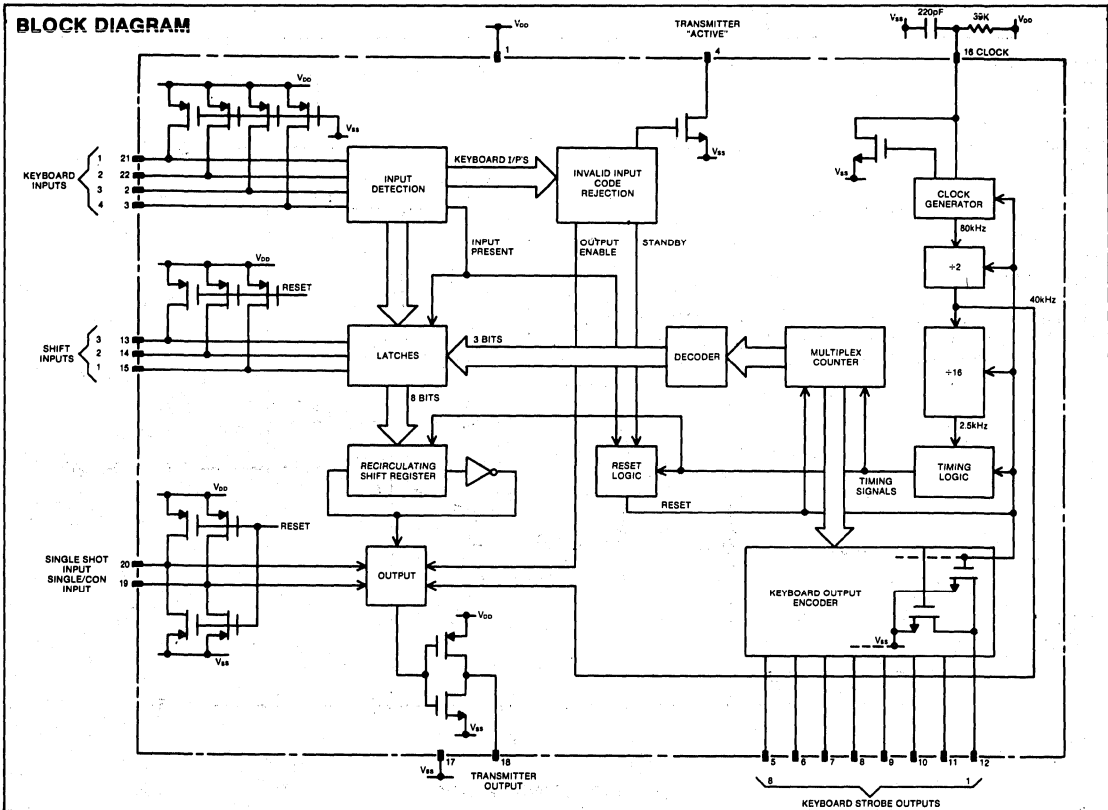 BLOCK DIAGRAM
VDD
1
TRANSMITTER
"ACTIVE"
4
VSS
220pF
39K
VDD
16 CLOCK
VDD
VSS
VSS
VSS
KEYBOARD
INPUTS
1 21
2 22
3 2
4 3
INPUT
DETECTION
KEYBOARD I/P'S
INVALID INPUT
CODE
REJECTION
CLOCK
GENERATOR
80kHz
÷2
40kHz
INPUT
PRESENT
OUTPUT
ENABLE
STANDBY
VDD
RESET
SHIFT
INPUTS
3 13
2 14
1 15
LATCHES
3 BITS
DECODER
MULTIPLEX
COUNTER
÷16
8 BITS
2.5kHz
RECIRCULATING
SHIFT REGISTER
RESET
LOGIC
TIMING
SIGNALS
TIMING
LOGIC
RESET
VDD
RESET
SINGLE SHOT
INPUT
SINGLE/CON
INPUT
20
19
OUTPUT
KEYBOARD OUTPUT
ENCODER
VSS
VSS
VDD
VSS
VSS
17
18
TRANSMITTER
OUTPUT
5 6 7 8 9 10 11 12
8 1
KEYBOARD STROBE OUTPUTS